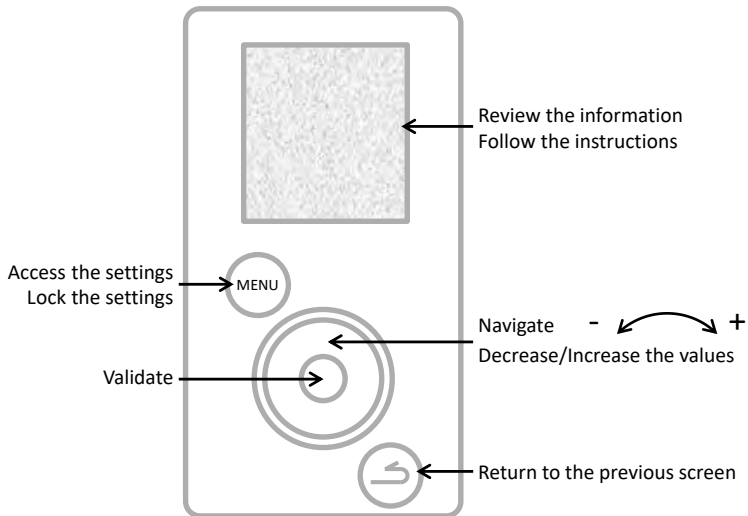 Review the information
Follow the instructions
Access the settings
Lock the settings
MENU
Navigate - +
Decrease/Increase the values
Validate
Return to the previous screen